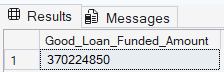 Results Messages
Good_Loan_Funded_Amount
1 370224850